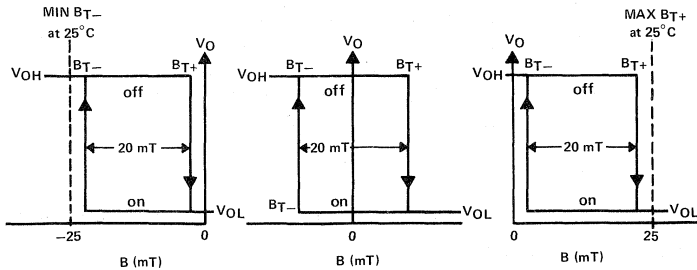 MIN BT−
at 25°C
VO
VOH
BT−
BT+
off
20 mT
on
VOL
−25
0
B (mT)
VO
VOH
BT−
BT+
off
20 mT
BT−
on
VOL
0
B (mT)
MAX BT+
at 25°C
VO
VOH
BT−
BT+
off
20 mT
on
VOL
0
25
B (mT)